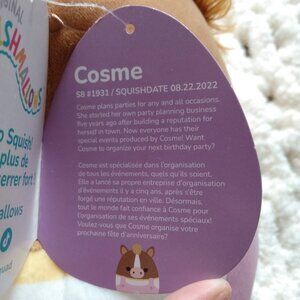 ORIGINAL
Cosme
S8 #1931 / SQUISHDATE 08.22.2022
Cosme plans parties for any and all occasions.
She started her own party planning business
five years ago after building a reputation for
herself in town. Now everyone has their
special events produced by Cosme! Want
Cosme to organize your next birthday party?
Cosme est spécialisée dans l'organisation
de tous les événements, quels qu'ils soient.
Elle a lancé sa propre entreprise d'organisation
d'événements il y a cinq ans, après s'être
forgé une réputation en ville. Désormais,
tout le monde fait confiance à Cosme pour
l'organisation de ses événements spéciaux!
Voulez-vous que Cosme organise votre
prochaine fête d'anniversaire?
Squish!
plus de